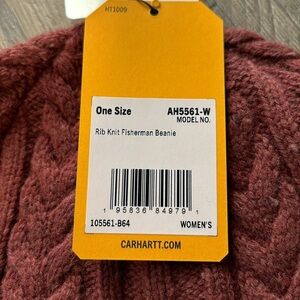 HT1009
One Size AH5561-W
MODEL NO.
Rib Knit Fisherman Beanie
1 95836 84979 1
105561-B64 WOMEN'S
CARHARTT.COM